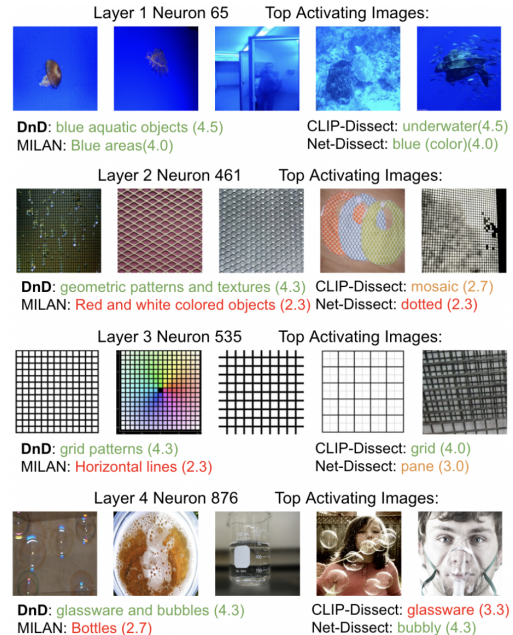 Layer 1 Neuron 65 Top Activating Images:
DnD: blue aquatic objects (4.5) CLIP-Dissect: underwater(4.5)
MILAN: Blue areas(4.0) Net-Dissect: blue (color)(4.0)
Layer 2 Neuron 461 Top Activating Images:
DnD: geometric patterns and textures (4.3) CLIP-Dissect: mosaic (2.7)
MILAN: Red and white colored objects (2.3) Net-Dissect: dotted (2.3)
Layer 3 Neuron 535 Top Activating Images:
DnD: grid patterns (4.3) CLIP-Dissect: grid (4.0)
MILAN: Horizontal lines (2.3) Net-Dissect: pane (3.0)
Layer 4 Neuron 876 Top Activating Images:
DnD: glassware and bubbles (4.3) CLIP-Dissect: glassware (3.3)
MILAN: Bottles (2.7) Net-Dissect: bubbly (4.3)